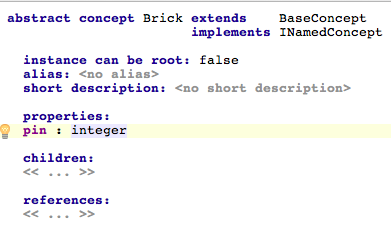 abstract concept Brick extends BaseConcept
implements INamedConcept
instance can be root: false
alias: <no alias>
short description: <no short description>
properties:
pin : integer
children:
<< ... >>
references:
<< ... >>